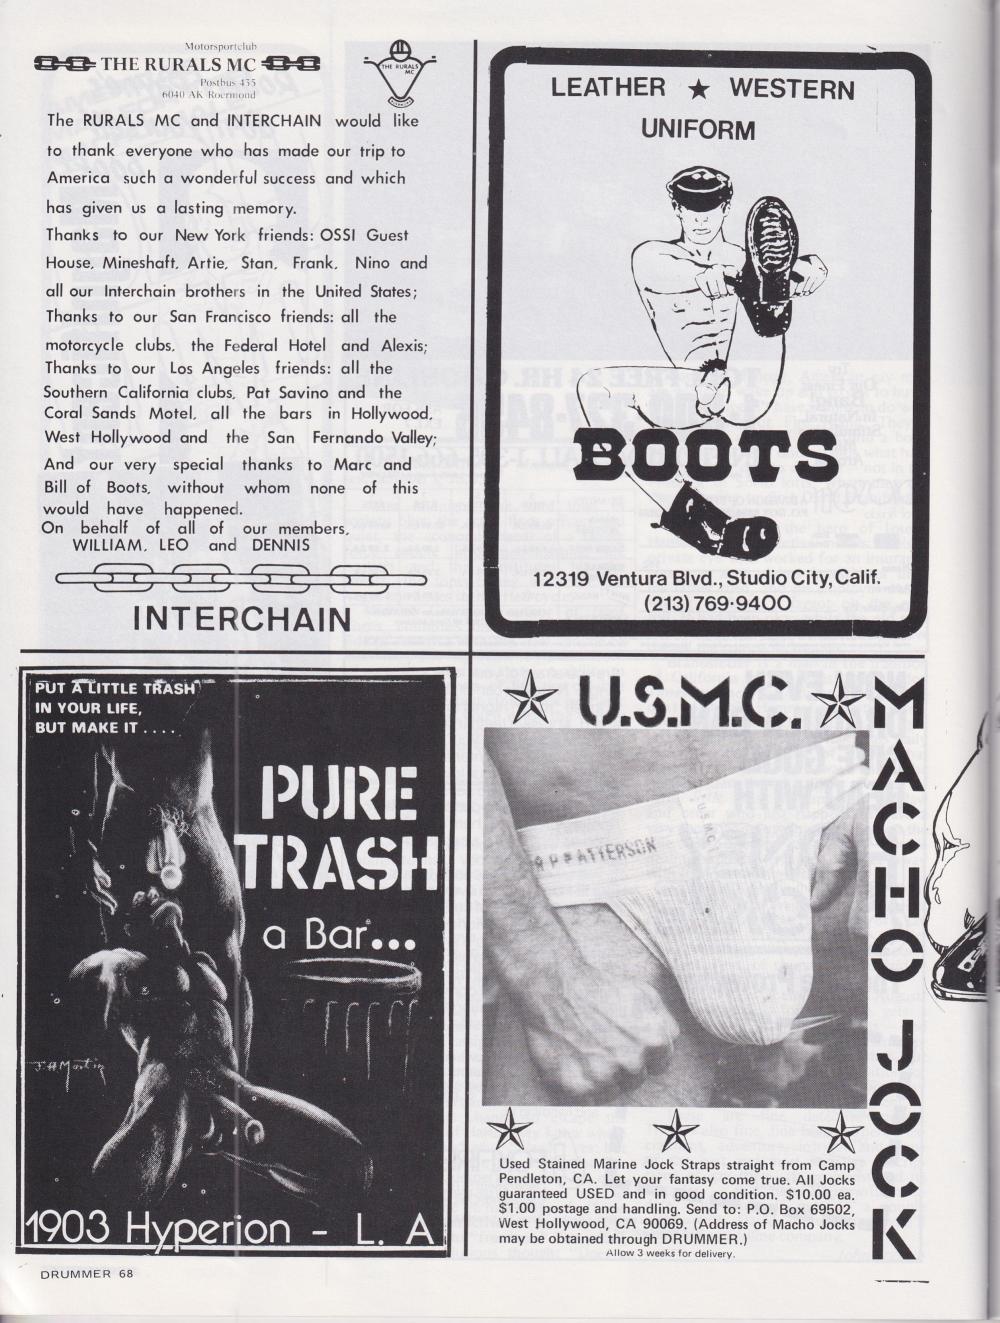 Motorsportclub
THE RURALS MC
Postbus 435
6040 AK Roermond
THE RURALS
MC
The RURALS MC and INTERCHAIN would like
to thank everyone who has made our trip to
America such a wonderful success and which
has given us a lasting memory.
Thanks to our New York friends: OSSI Guest
House, Mineshaft, Artie, Stan, Frank, Nino and
all our Interchain brothers in the United States;
Thanks to our San Francisco friends: all the
motorcycle clubs, the Federal Hotel and Alexis;
Thanks to our Los Angeles friends: all the
Southern California clubs, Pat Savino and the
Coral Sands Motel, all the bars in Hollywood,
West Hollywood and the San Fernando Valley;
And our very special thanks to Marc and
Bill of Boots, without whom none of this
would have happened.
On behalf of all of our members,
WILLIAM, LEO and DENNIS
INTERCHAIN
LEATHER ★ WESTERN
UNIFORM
BOOTS
12319 Ventura Blvd., Studio City, Calif.
(213) 769-9400
PUT A LITTLE TRASH
IN YOUR LIFE,
BUT MAKE IT . . . .
PURE
TRASH
a Bar...
J.A. Martin
1903 Hyperion – L. A
U.S.M.C.
MACHO JOCK
USMC
PATTERSON
Used Stained Marine Jock Straps straight from Camp
Pendleton, CA. Let your fantasy come true. All Jocks
guaranteed USED and in good condition. $10.00 ea.
$1.00 postage and handling. Send to: P.O. Box 69502,
West Hollywood, CA 90069. (Address of Macho Jocks
may be obtained through DRUMMER.)
Allow 3 weeks for delivery.
DRUMMER 68